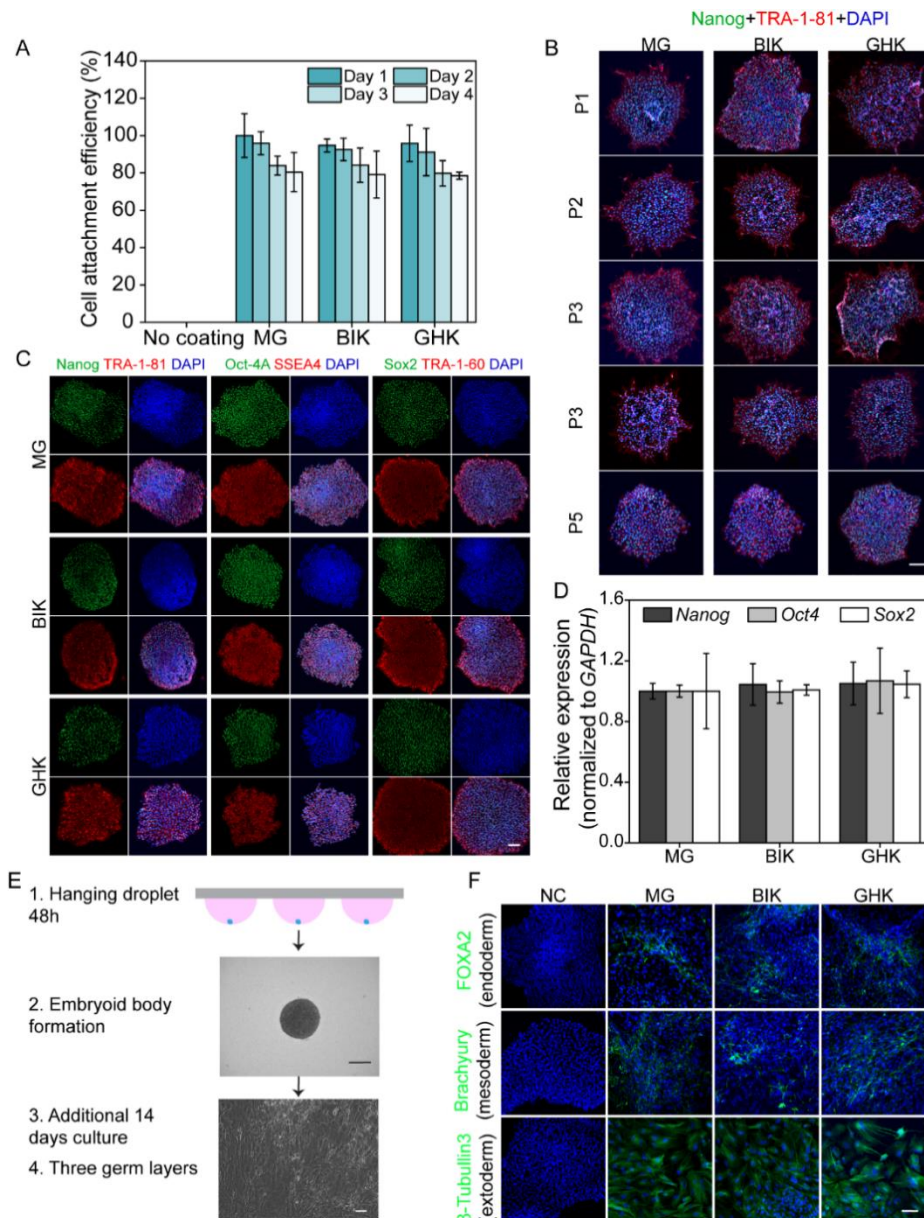 A
Cell attachment efficiency (%)
140
120
100
80
60
40
20
0
Day 1 Day 2
Day 3 Day 4
No coating MG BIK GHK
B
Nanog+TRA-1-81+DAPI
MG BIK GHK
P1
P2
P3
P3
P5
C
Nanog TRA-1-81 DAPI Oct-4A SSEA4 DAPI Sox2 TRA-1-60 DAPI
MG
BIK
GHK
D
Relative expression
(normalized to GAPDH)
1.6
1.2
0.8
0.4
0.0
Nanog Oct4 Sox2
MG BIK GHK
E
1. Hanging droplet
48h
2. Embryoid body
formation
3. Additional 14
days culture
4. Three germ layers
F
NC MG BIK GHK
FOXA2
(endoderm)
Brachyury
(mesoderm)
β-Tubullin3
(extoderm)